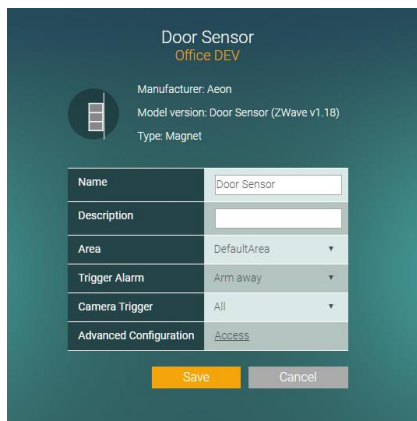 Door Sensor
Office DEV
Manufacturer: Aeon
Model version: Door Sensor (ZWave v1.18)
Type: Magnet
Name Door Sensor
Description
Area DefaultArea
Trigger Alarm Arm away
Camera Trigger All
Advanced Configuration Access
Save Cancel